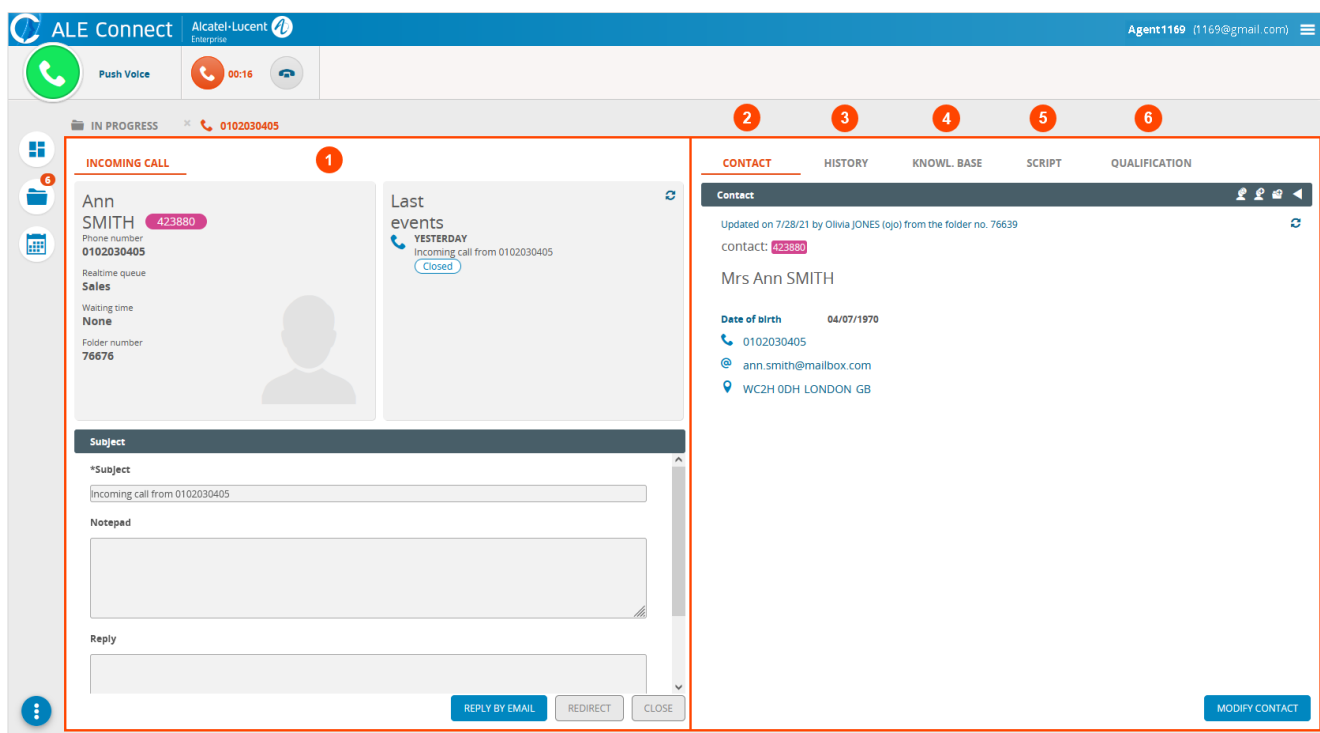 ALE Connect
Alcatel·Lucent
Enterprise
Agent1169 (1169@gmail.com)
Push Voice
00:16
IN PROGRESS × 0102030405
2 3 4 5 6
6
INCOMING CALL
1
Ann
SMITH 423880
Phone number
0102030405
Realtime queue
Sales
Waiting time
None
Folder number
76676
Last
events
YESTERDAY
Incoming call from 0102030405
Closed
Subject
*Subject
Incoming call from 0102030405
Notepad
Reply
REPLY BY EMAIL REDIRECT CLOSE
CONTACT HISTORY KNOWL. BASE SCRIPT QUALIFICATION
Contact
Updated on 7/28/21 by Olivia JONES (ojo) from the folder no. 76639
contact: 423880
Mrs Ann SMITH
Date of birth 04/07/1970
0102030405
@ ann.smith@mailbox.com
WC2H 0DH LONDON GB
MODIFY CONTACT